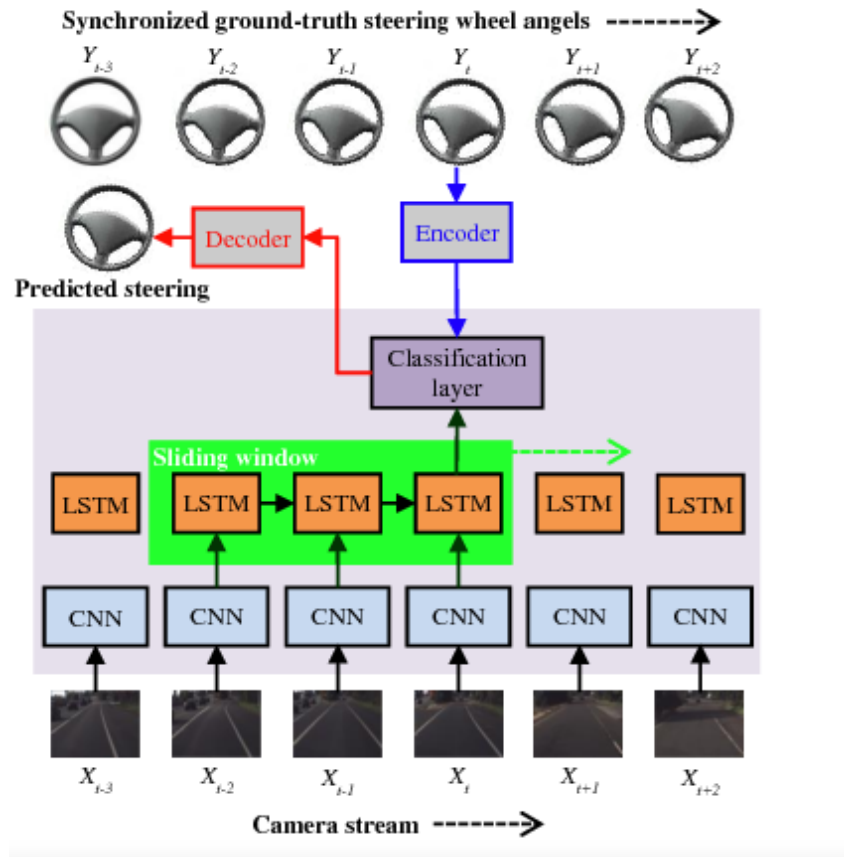 Synchronized ground-truth steering wheel angels
Y_{t-3} Y_{t-2} Y_{t-1} Y_t Y_{t+1} Y_{t+2}
Decoder Encoder
Predicted steering
Classification
layer
Sliding window
LSTM LSTM LSTM LSTM LSTM LSTM
CNN CNN CNN CNN CNN CNN
X_{t-3} X_{t-2} X_{t-1} X_t X_{t+1} X_{t+2}
Camera stream